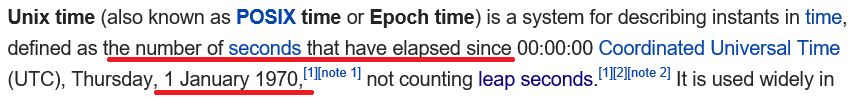 Unix time (also known as POSIX time or Epoch time) is a system for describing instants in time,
defined as the number of seconds that have elapsed since 00:00:00 Coordinated Universal Time
(UTC), Thursday, 1 January 1970,[1][note 1] not counting leap seconds.[1][2][note 2] It is used widely in